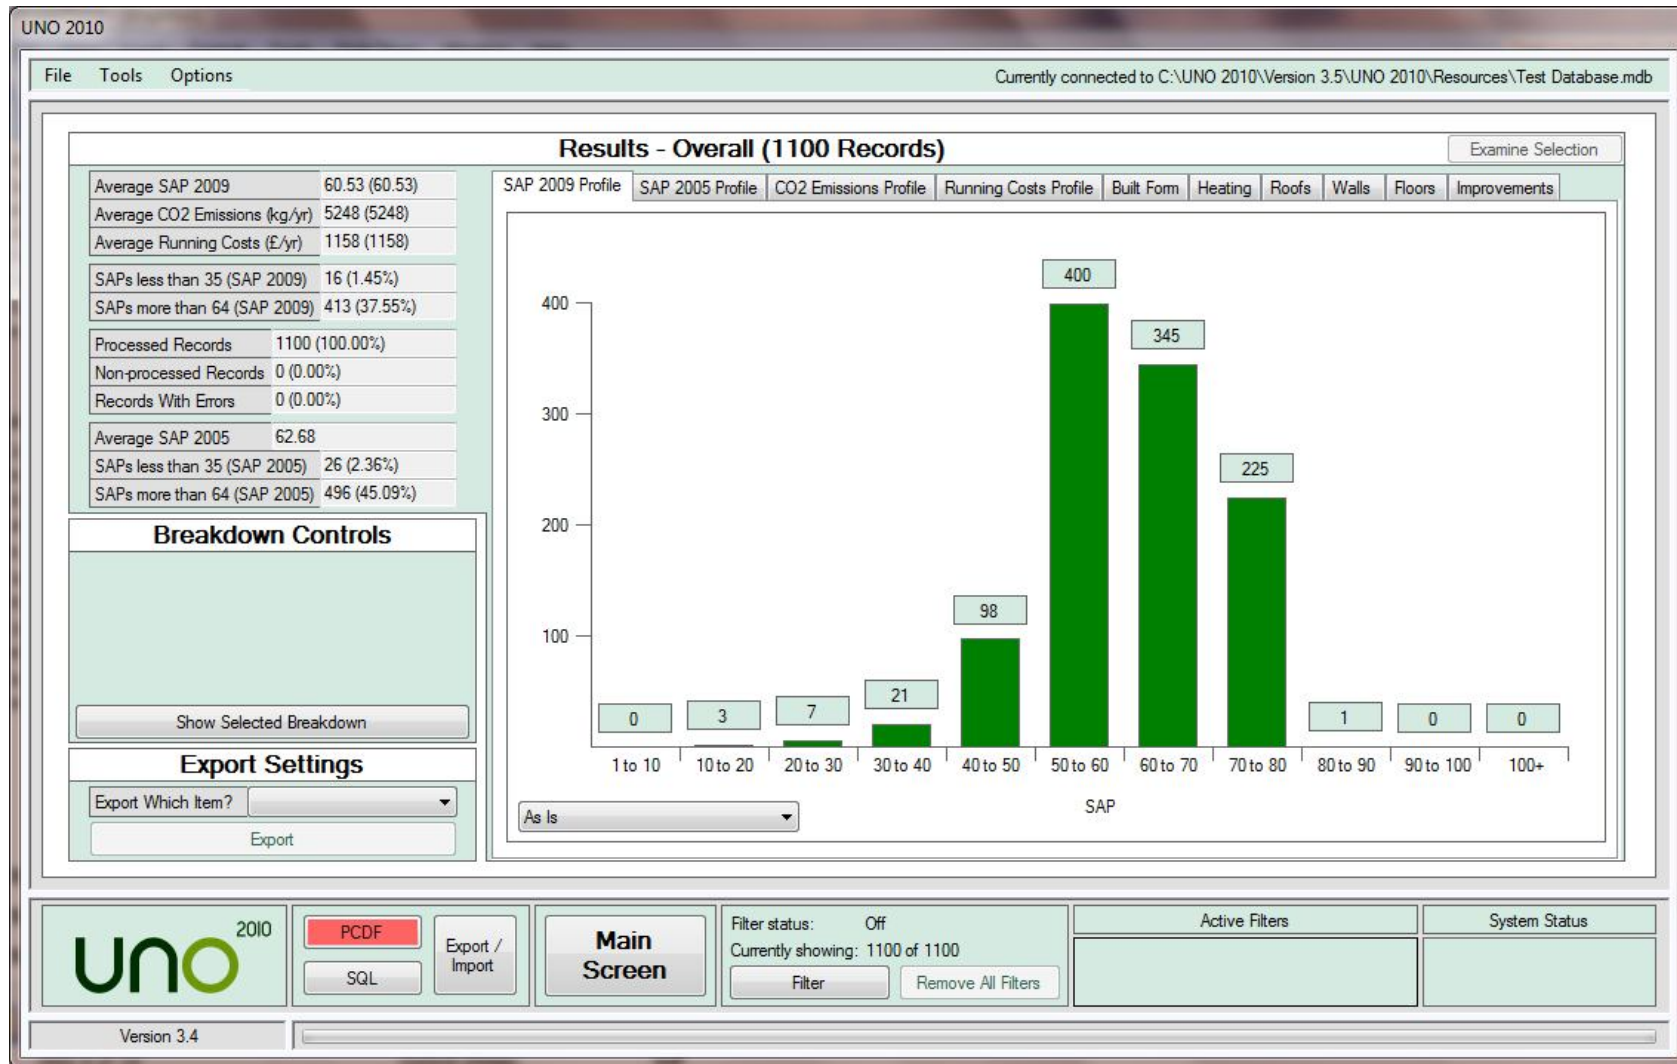 UNO 2010
File Tools Options Currently connected to C:\UNO 2010\Version 3.5\UNO 2010\Resources\Test Database.mdb
Results - Overall (1100 Records)
Examine Selection
Average SAP 2009 60.53 (60.53)
Average CO2 Emissions (kg/yr) 5248 (5248)
Average Running Costs (£/yr) 1158 (1158)
SAPs less than 35 (SAP 2009) 16 (1.45%)
SAPs more than 64 (SAP 2009) 413 (37.55%)
Processed Records 1100 (100.00%)
Non-processed Records 0 (0.00%)
Records With Errors 0 (0.00%)
Average SAP 2005 62.68
SAPs less than 35 (SAP 2005) 26 (2.36%)
SAPs more than 64 (SAP 2005) 496 (45.09%)
Breakdown Controls
Show Selected Breakdown
Export Settings
Export Which Item?
Export
SAP 2009 Profile SAP 2005 Profile CO2 Emissions Profile Running Costs Profile Built Form Heating Roofs Walls Floors Improvements
400
300
200
100
0 3 7 21 98 400 345 225 1 0 0
1 to 10 10 to 20 20 to 30 30 to 40 40 to 50 50 to 60 60 to 70 70 to 80 80 to 90 90 to 100 100+
SAP
As Is
uno 2010
PCDF
SQL
Export / Import
Main Screen
Filter status: Off
Currently showing: 1100 of 1100
Filter Remove All Filters
Active Filters
System Status
Version 3.4